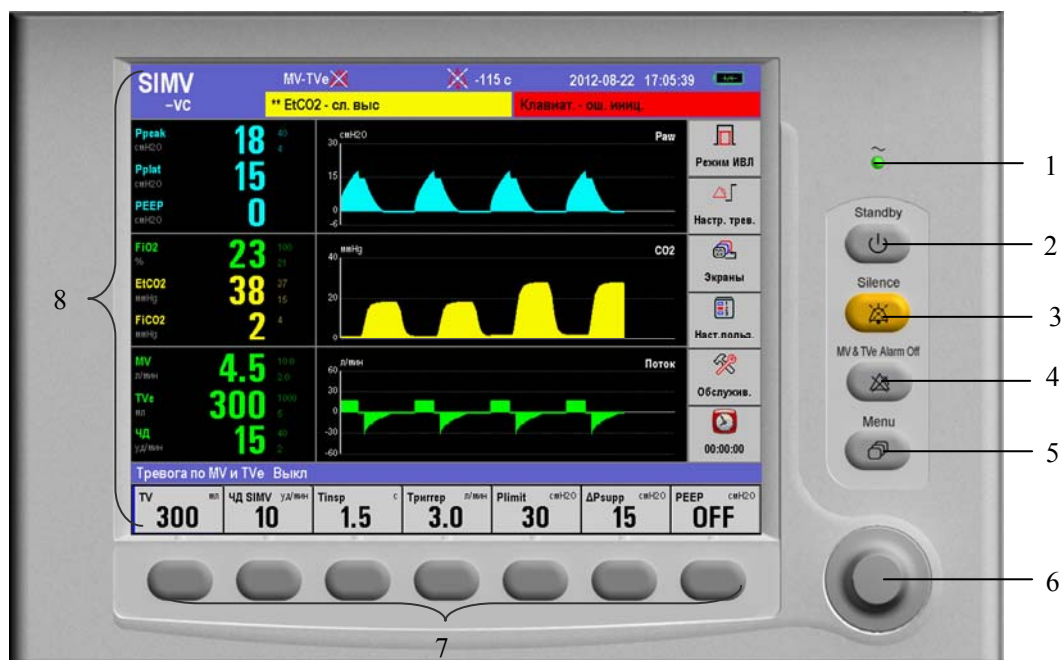 SIMV
-VC
MV-TVe
-115 с
2012-08-22 17:05:39
** EtCO2 - сл. выс
Клавиат. - ош. иниц.
Ppeak
смH2O
18
40
4
Pplat
смH2O
15
PEEP
смH2O
0
FiO2
%
23
100
21
EtCO2
ммHg
38
37
15
FiCO2
ммHg
2
4
MV
л/мин
4.5
10.0
2.0
TVe
мл
300
1000
5
ЧД
уд/мин
15
40
2
смH2O
Paw
30
15
0
-6
ммHg
CO2
40
20
0
л/мин
Поток
60
30
0
-30
-60
Режим ИВЛ
Настр. трев.
Экраны
Наст.польз.
Обслужив.
00:00:00
Тревога по MV и TVe Выкл
TV мл
300
ЧД SIMV уд/мин
10
Tinsp с
1.5
Триггер л/мин
3.0
Plimit смH2O
30
ΔPsupp смH2O
15
PEEP смH2O
OFF
Standby
Silence
MV & TVe Alarm Off
Menu
1
2
3
4
5
6
7
8